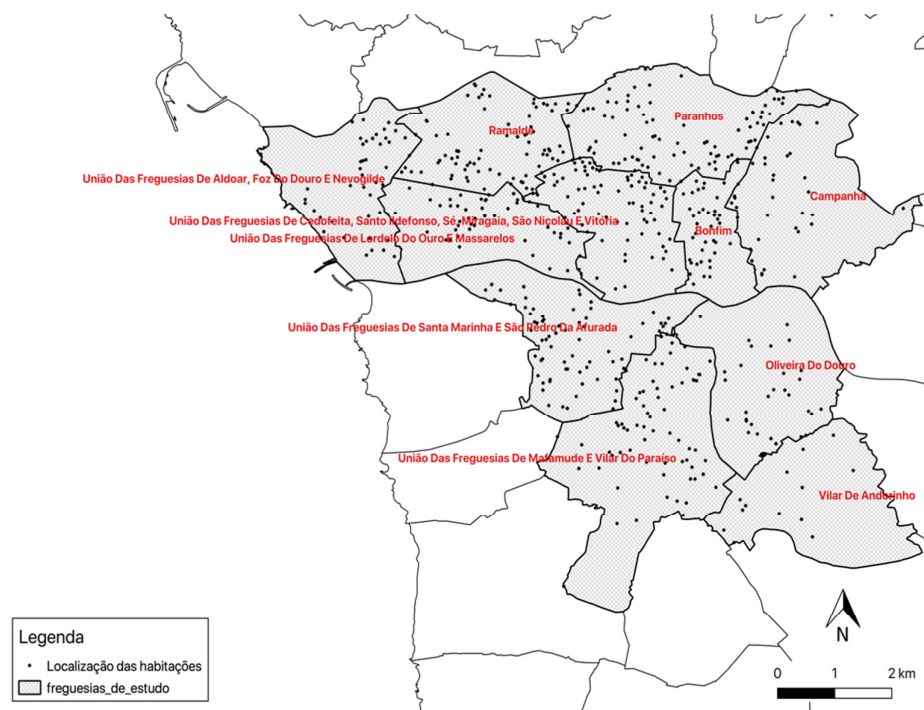 Paranhos
Ramalde
União Das Freguesias De Aldoar, Foz Do Douro E Nevogilde
Campanha
União Das Freguesias De Cedofeita, Santo Ildefonso, Sé, Miragaia, São Nicolau E Vitória
Bonfim
União Das Freguesias De Lordelo Do Ouro E Massarelos
União Das Freguesias De Santa Marinha E São Pedro Da Afurada
Oliveira Do Douro
União Das Freguesias De Mafamude E Vilar Do Paraíso
Vilar De Andorinho
N
Legenda
Localização das habitações
freguesias_de_estudo
0 1 2 km